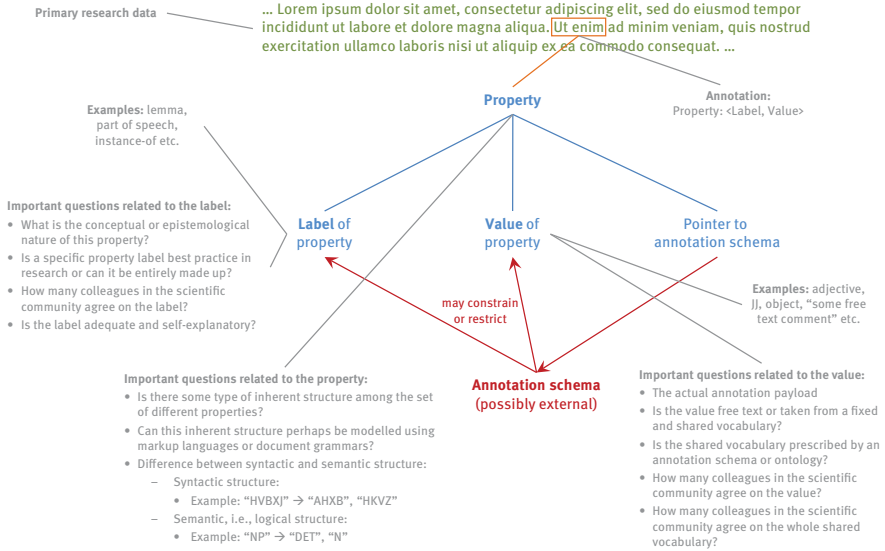 Primary research data
... Lorem ipsum dolor sit amet, consectetur adipiscing elit, sed do eiusmod tempor
incididunt ut labore et dolore magna aliqua. Ut enim ad minim veniam, quis nostrud
exercitation ullamco laboris nisi ut aliquip ex ea commodo consequat. ...
Property
Annotation:
Property: <Label, Value>
Examples: lemma,
part of speech,
instance-of etc.
Important questions related to the label:
• What is the conceptual or epistemological
nature of this property?
• Is a specific property label best practice in
research or can it be entirely made up?
• How many colleagues in the scientific
community agree on the label?
• Is the label adequate and self-explanatory?
Label of
property
Value of
property
Pointer to
annotation schema
may constrain
or restrict
Examples: adjective,
JJ, object, “some free
text comment” etc.
Annotation schema
(possibly external)
Important questions related to the property:
• Is there some type of inherent structure among the set
of different properties?
• Can this inherent structure perhaps be modelled using
markup languages or document grammars?
• Difference between syntactic and semantic structure:
– Syntactic structure:
• Example: “HVBXJ” → “AHXB”, “HKVZ”
– Semantic, i.e., logical structure:
• Example: “NP” → “DET”, “N”
Important questions related to the value:
• The actual annotation payload
• Is the value free text or taken from a fixed
and shared vocabulary?
• Is the shared vocabulary prescribed by an
annotation schema or ontology?
• How many colleagues in the scientific
community agree on the value?
• How many colleagues in the scientific
community agree on the whole shared
vocabulary?